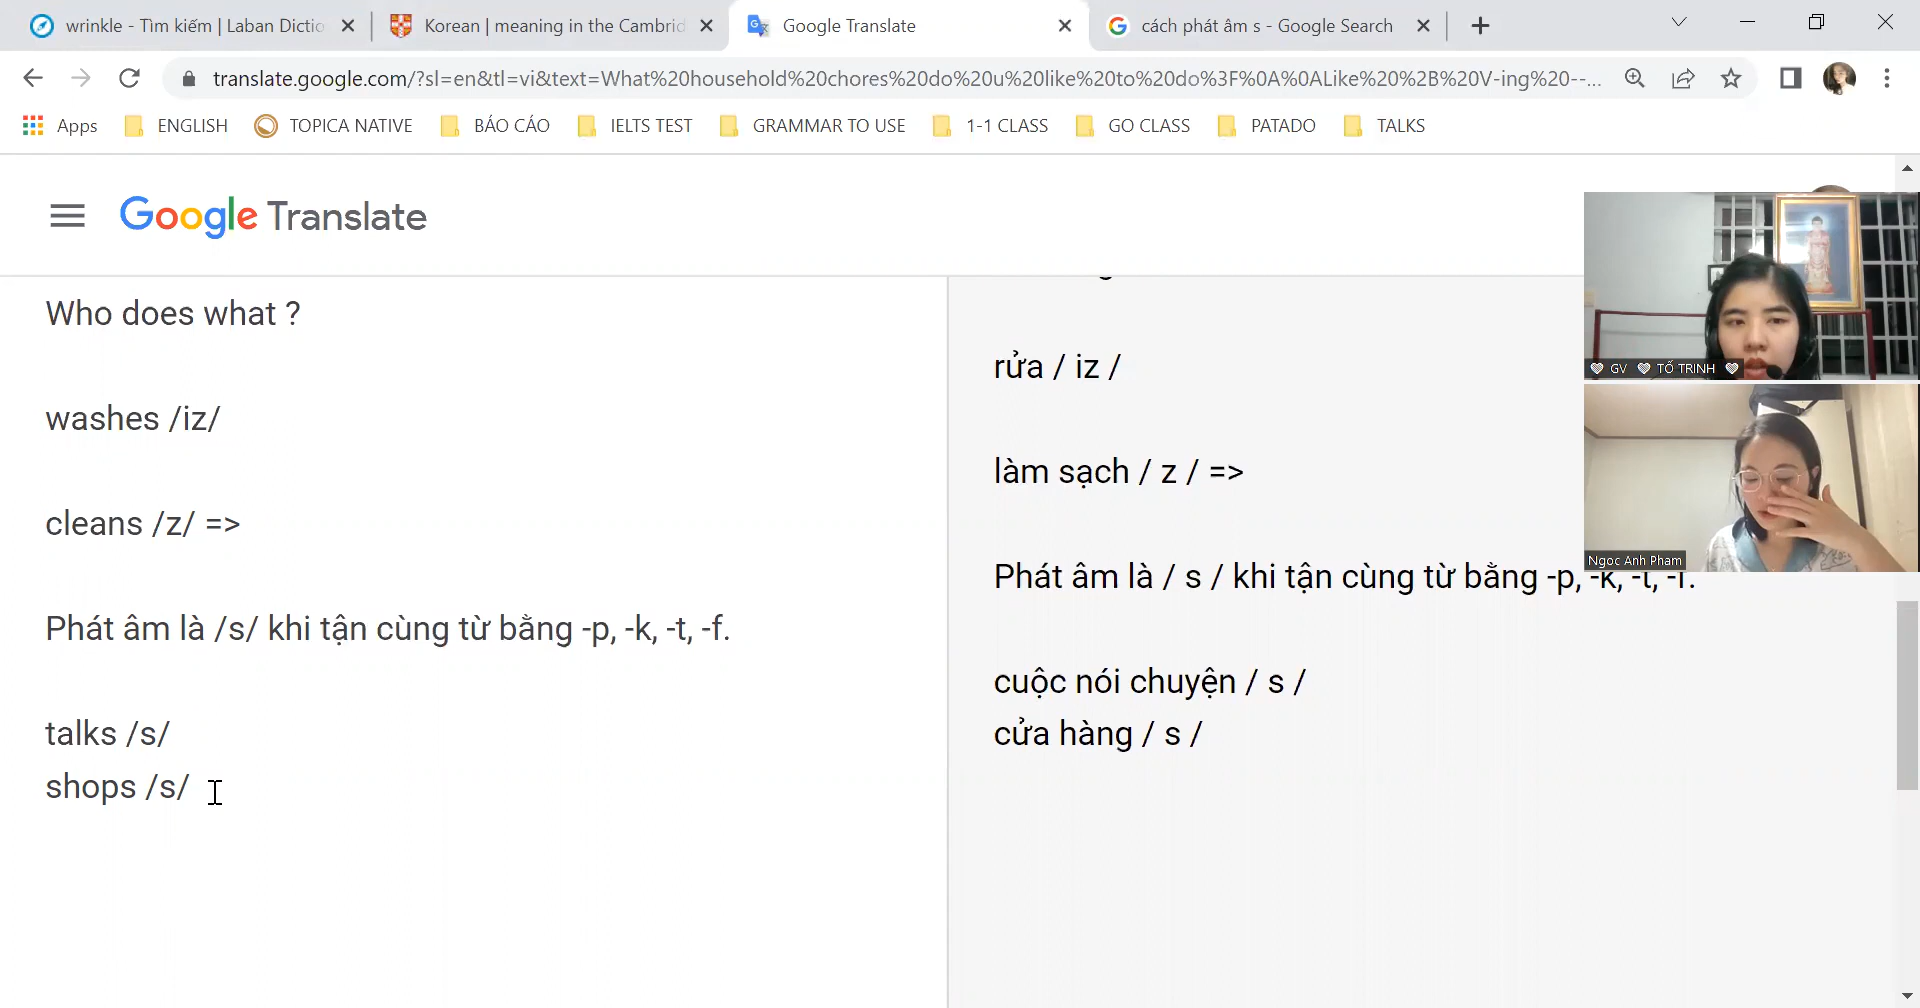 wrinkle - Tìm kiếm | Laban Dictio
Korean | meaning in the Cambrid
Google Translate
cách phát âm s - Google Search
translate.google.com/?sl=en&tl=vi&text=What%20household%20chores%20do%20u%20like%20to%20do%3F%0A%0ALike%20%2B%20V-ing%20--...
Apps
ENGLISH
TOPICA NATIVE
BÁO CÁO
IELTS TEST
GRAMMAR TO USE
1-1 CLASS
GO CLASS
PATADO
TALKS
Google Translate
Who does what ?
washes /iz/
cleans /z/ =>
Phát âm là /s/ khi tận cùng từ bằng -p, -k, -t, -f.
talks /s/
shops /s/
rửa / iz /
làm sạch / z / =>
Phát âm là / s / khi tận cùng từ bằng -p, -k, -t, -f.
cuộc nói chuyện / s /
cửa hàng / s /
GV TỐ TRINH
Ngoc Anh Pham